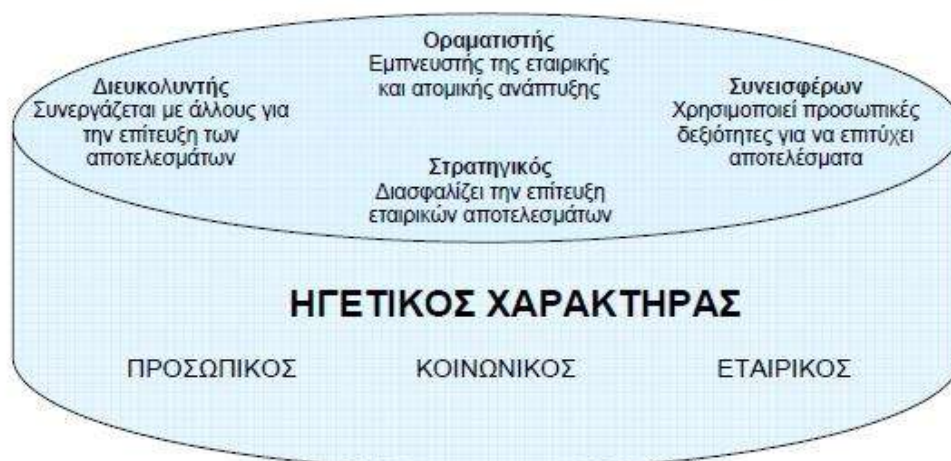 Οραματιστής
Εμπνευστής της εταιρικής
και ατομικής ανάπτυξης
Διευκολυντής
Συνεργάζεται με άλλους για
την επίτευξη των
αποτελεσμάτων
Συνεισφέρων
Χρησιμοποιεί προσωπικές
δεξιότητες για να επιτύχει
αποτελέσματα
Στρατηγικός
Διασφαλίζει την επίτευξη
εταιρικών αποτελεσμάτων
ΗΓΕΤΙΚΟΣ ΧΑΡΑΚΤΗΡΑΣ
ΠΡΟΣΩΠΙΚΟΣ
ΚΟΙΝΩΝΙΚΟΣ
ΕΤΑΙΡΙΚΟΣ